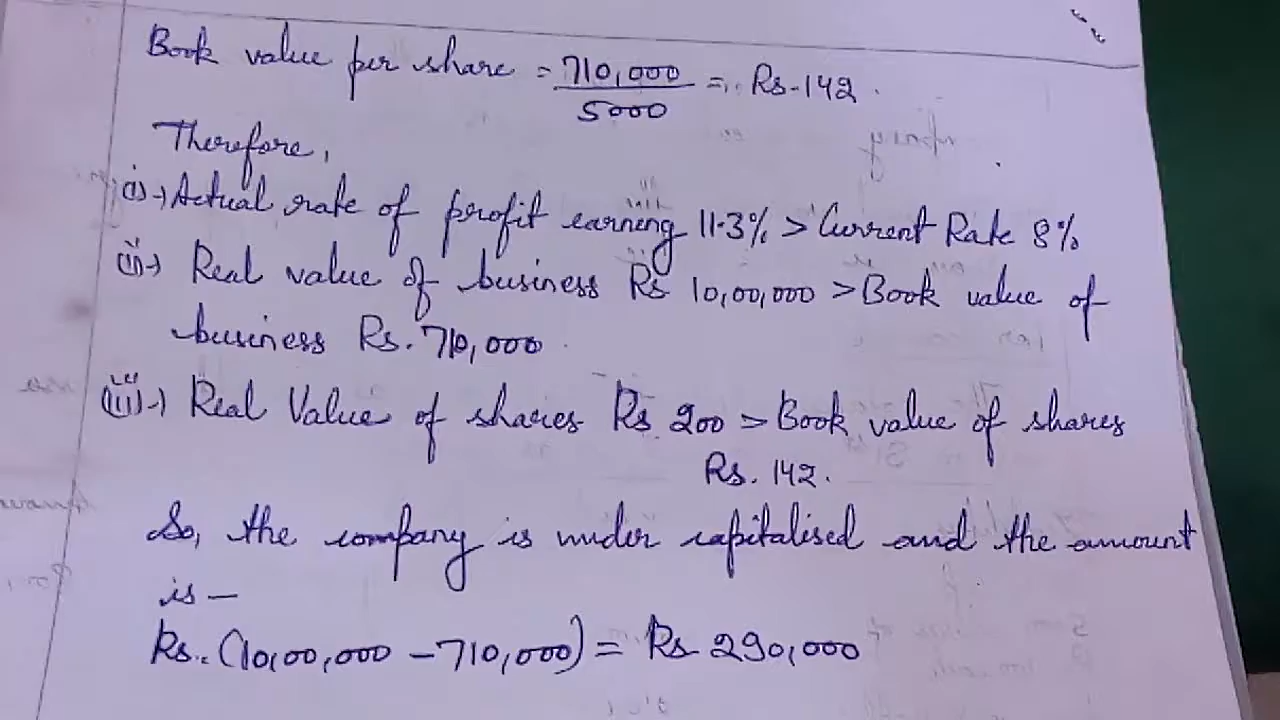 Book value per share = 710,000 / 5000 = Rs. 142.
Therefore,
(i)→ Actual rate of profit earning 11.3% > Current Rate 8%
(ii)→ Real value of business Rs 10,00,000 > Book value of
business Rs. 710,000.
(iii)→ Real Value of shares Rs 200 > Book value of shares
Rs. 142.
So, the company is under capitalised and the amount
is —
Rs. (10,00,000 - 710,000) = Rs 290,000